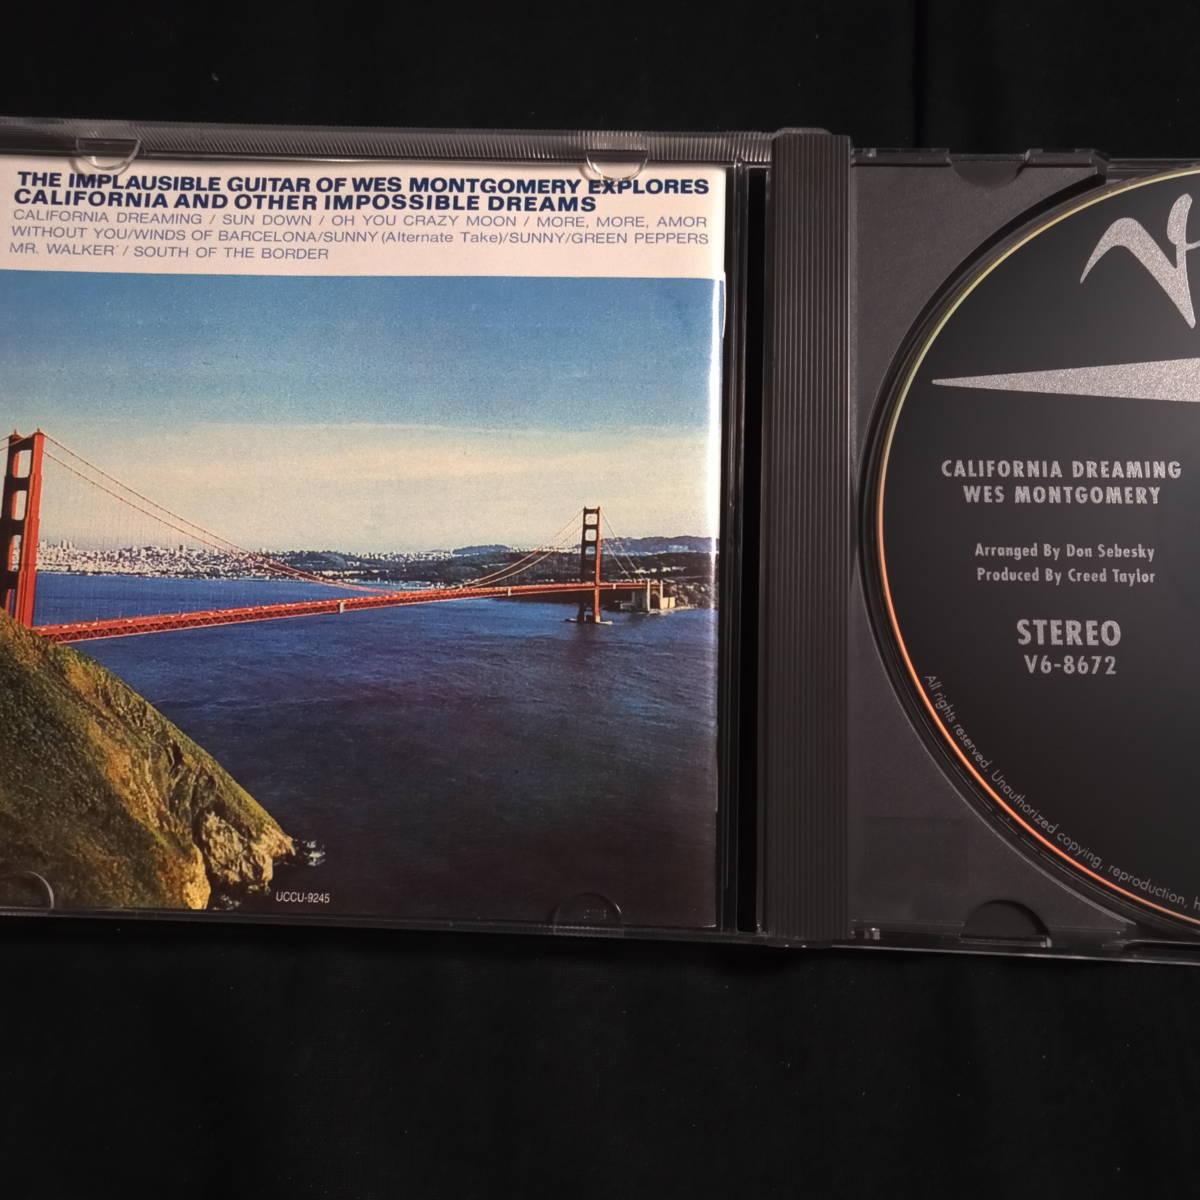 THE IMPLAUSIBLE GUITAR OF WES MONTGOMERY EXPLORES
CALIFORNIA AND OTHER IMPOSSIBLE DREAMS
CALIFORNIA DREAMING / SUN DOWN / OH YOU CRAZY MOON / MORE, MORE, AMOR
WITHOUT YOU/WINDS OF BARCELONA/SUNNY (Alternate Take)/SUNNY/GREEN PEPPERS
MR. WALKER / SOUTH OF THE BORDER
UCCU-9245
CALIFORNIA DREAMING
WES MONTGOMERY
Arranged By Don Sebesky
Produced By Creed Taylor
STEREO
V6-8672
All rights reserved. Unauthorized copying, reproduction,